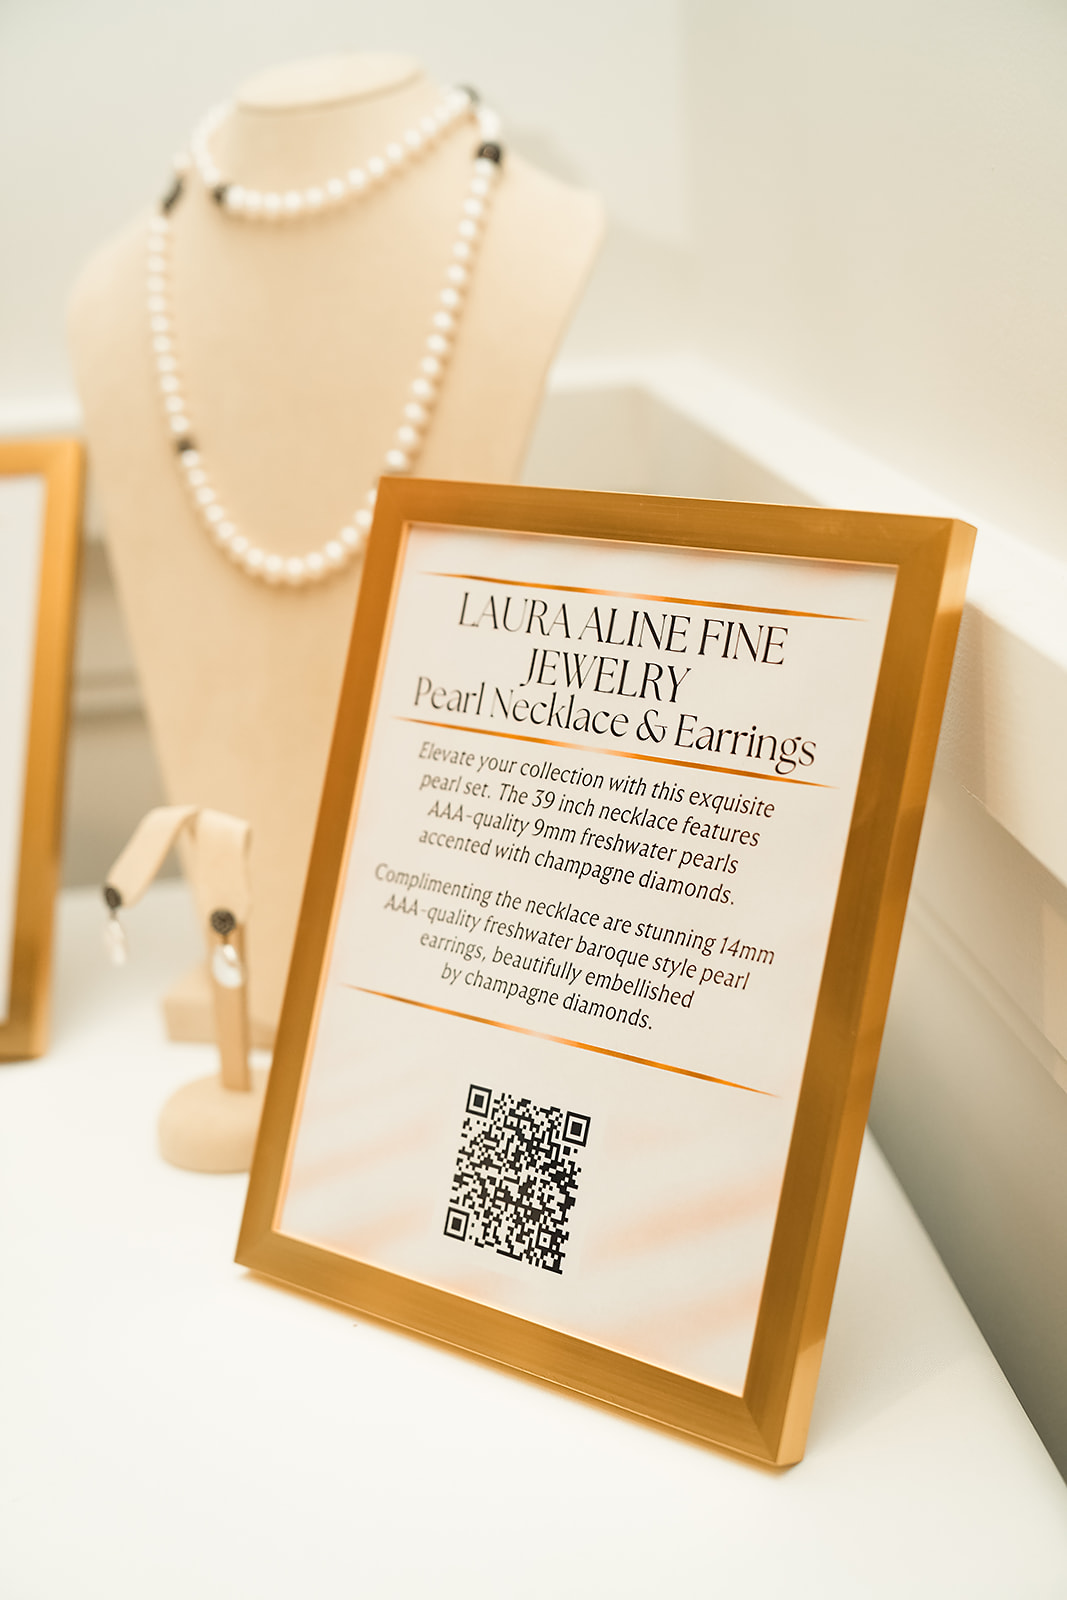 LAURA ALINE FINE
JEWELRY
Pearl Necklace & Earrings
Elevate your collection with this exquisite
pearl set. The 39 inch necklace features
AAA-quality 9mm freshwater pearls
accented with champagne diamonds.
Complimenting the necklace are stunning 14mm
AAA-quality freshwater baroque style pearl
earrings, beautifully embellished
by champagne diamonds.